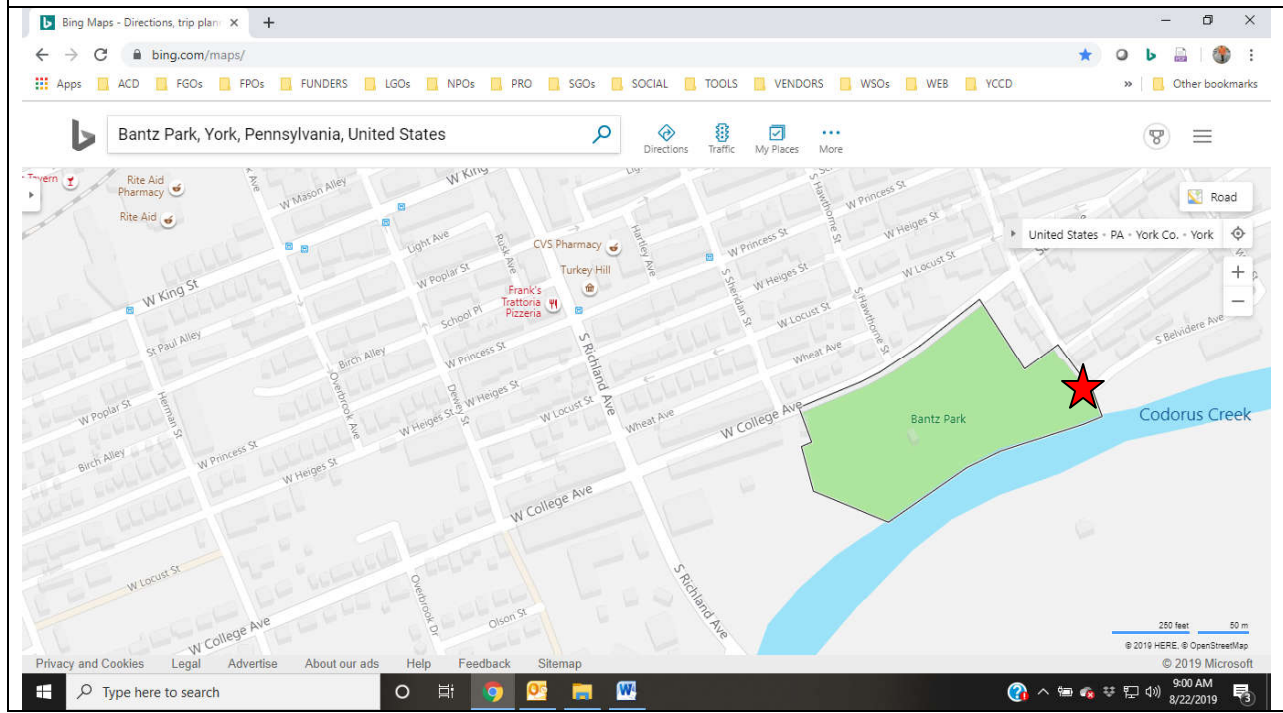 Bing Maps - Directions, trip plan
bing.com/maps/
Apps ACD FGOs FPOs FUNDERS LGOs NPOs PRO SGOs SOCIAL TOOLS VENDORS WSOs WEB YCCD » Other bookmarks
Bantz Park, York, Pennsylvania, United States
Directions Traffic My Places More
Road
United States · PA · York Co. · York
Rite Aid
Pharmacy
Rite Aid
W Mason Alley
W King
S Hawthorne St
W Princess St
W Heiges St
W Locust St
Light Ave
Rusk Ave
CVS Pharmacy
Hartley Ave
W Princess St
W Poplar St
Turkey Hill
S Sheridan St
W Heiges St
W King St
Frank's
Trattoria
Pizzeria
School Pl
W Locust St
S Hawthorne St
S Belvidere Ave
St Paul Alley
Birch Alley
W Princess St
S Richland Ave
Wheat Ave
Overbrook Ave
Dewey St
W Heiges St
W Heiges St
W Locust St
Wheat Ave
W College Ave
Bantz Park
Codorus Creek
W Poplar St
Herman St
Birch Alley
W Princess St
W Heiges St
W College Ave
W Locust St
Overbrook Dr
Olson St
S Richland Ave
W College Ave
250 feet 50 m
© 2019 HERE, © OpenStreetMap
Privacy and Cookies Legal Advertise About our ads Help Feedback Sitemap © 2019 Microsoft
Type here to search
9:00 AM
8/22/2019
3